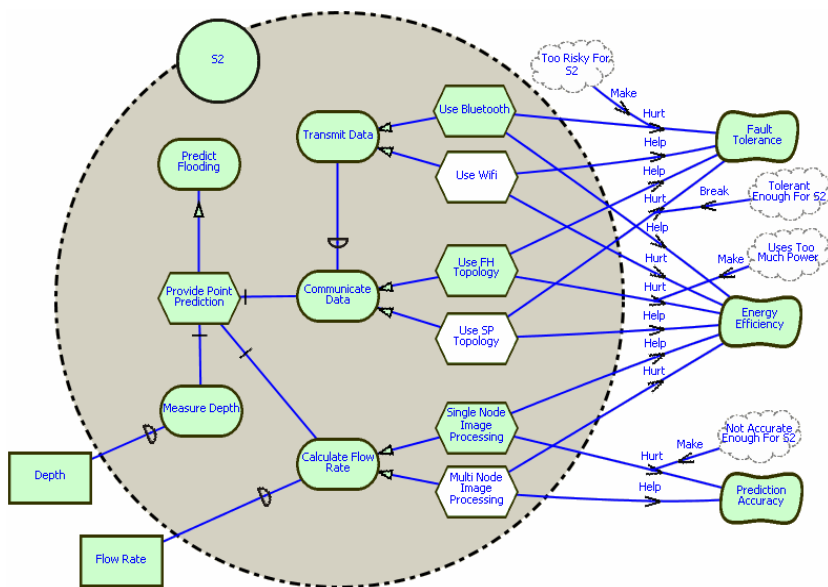 S2
Too Risky For
S2
Make
Hurt
Use Bluetooth
Transmit Data
Fault
Tolerance
Predict
Flooding
Help
Use Wifi
Help
Break
Tolerant
Enough For S2
Hurt
Help
Uses Too
Much Power
Use FH
Topology
Hurt
Make
Provide Point
Prediction
Communicate
Data
Hurt
Energy
Efficiency
Use SP
Topology
Help
Help
Hurt
Measure Depth
Single Node
Image
Processing
Not Accurate
Enough For S2
Make
Hurt
Calculate Flow
Rate
Depth
Multi Node
Image
Processing
Help
Prediction
Accuracy
Flow Rate